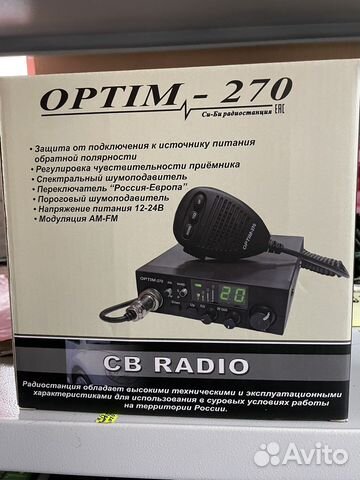 OPTIM - 270
Си-Би радиостанция EAC
• Защита от подключения к источнику питания
обратной полярности
• Регулировка чувствительности приёмника
• Спектральный шумоподавитель
• Переключатель "Россия-Европа"
• Пороговый шумоподавитель
• Напряжение питания 12-24В
• Модуляция AM-FM
OPTIM-270
OPTIM-270
20
CB RADIO
Радиостанция обладает высокими техническими и эксплуатационными
характеристиками для использования в суровых условиях работы
на территории России.
Avito